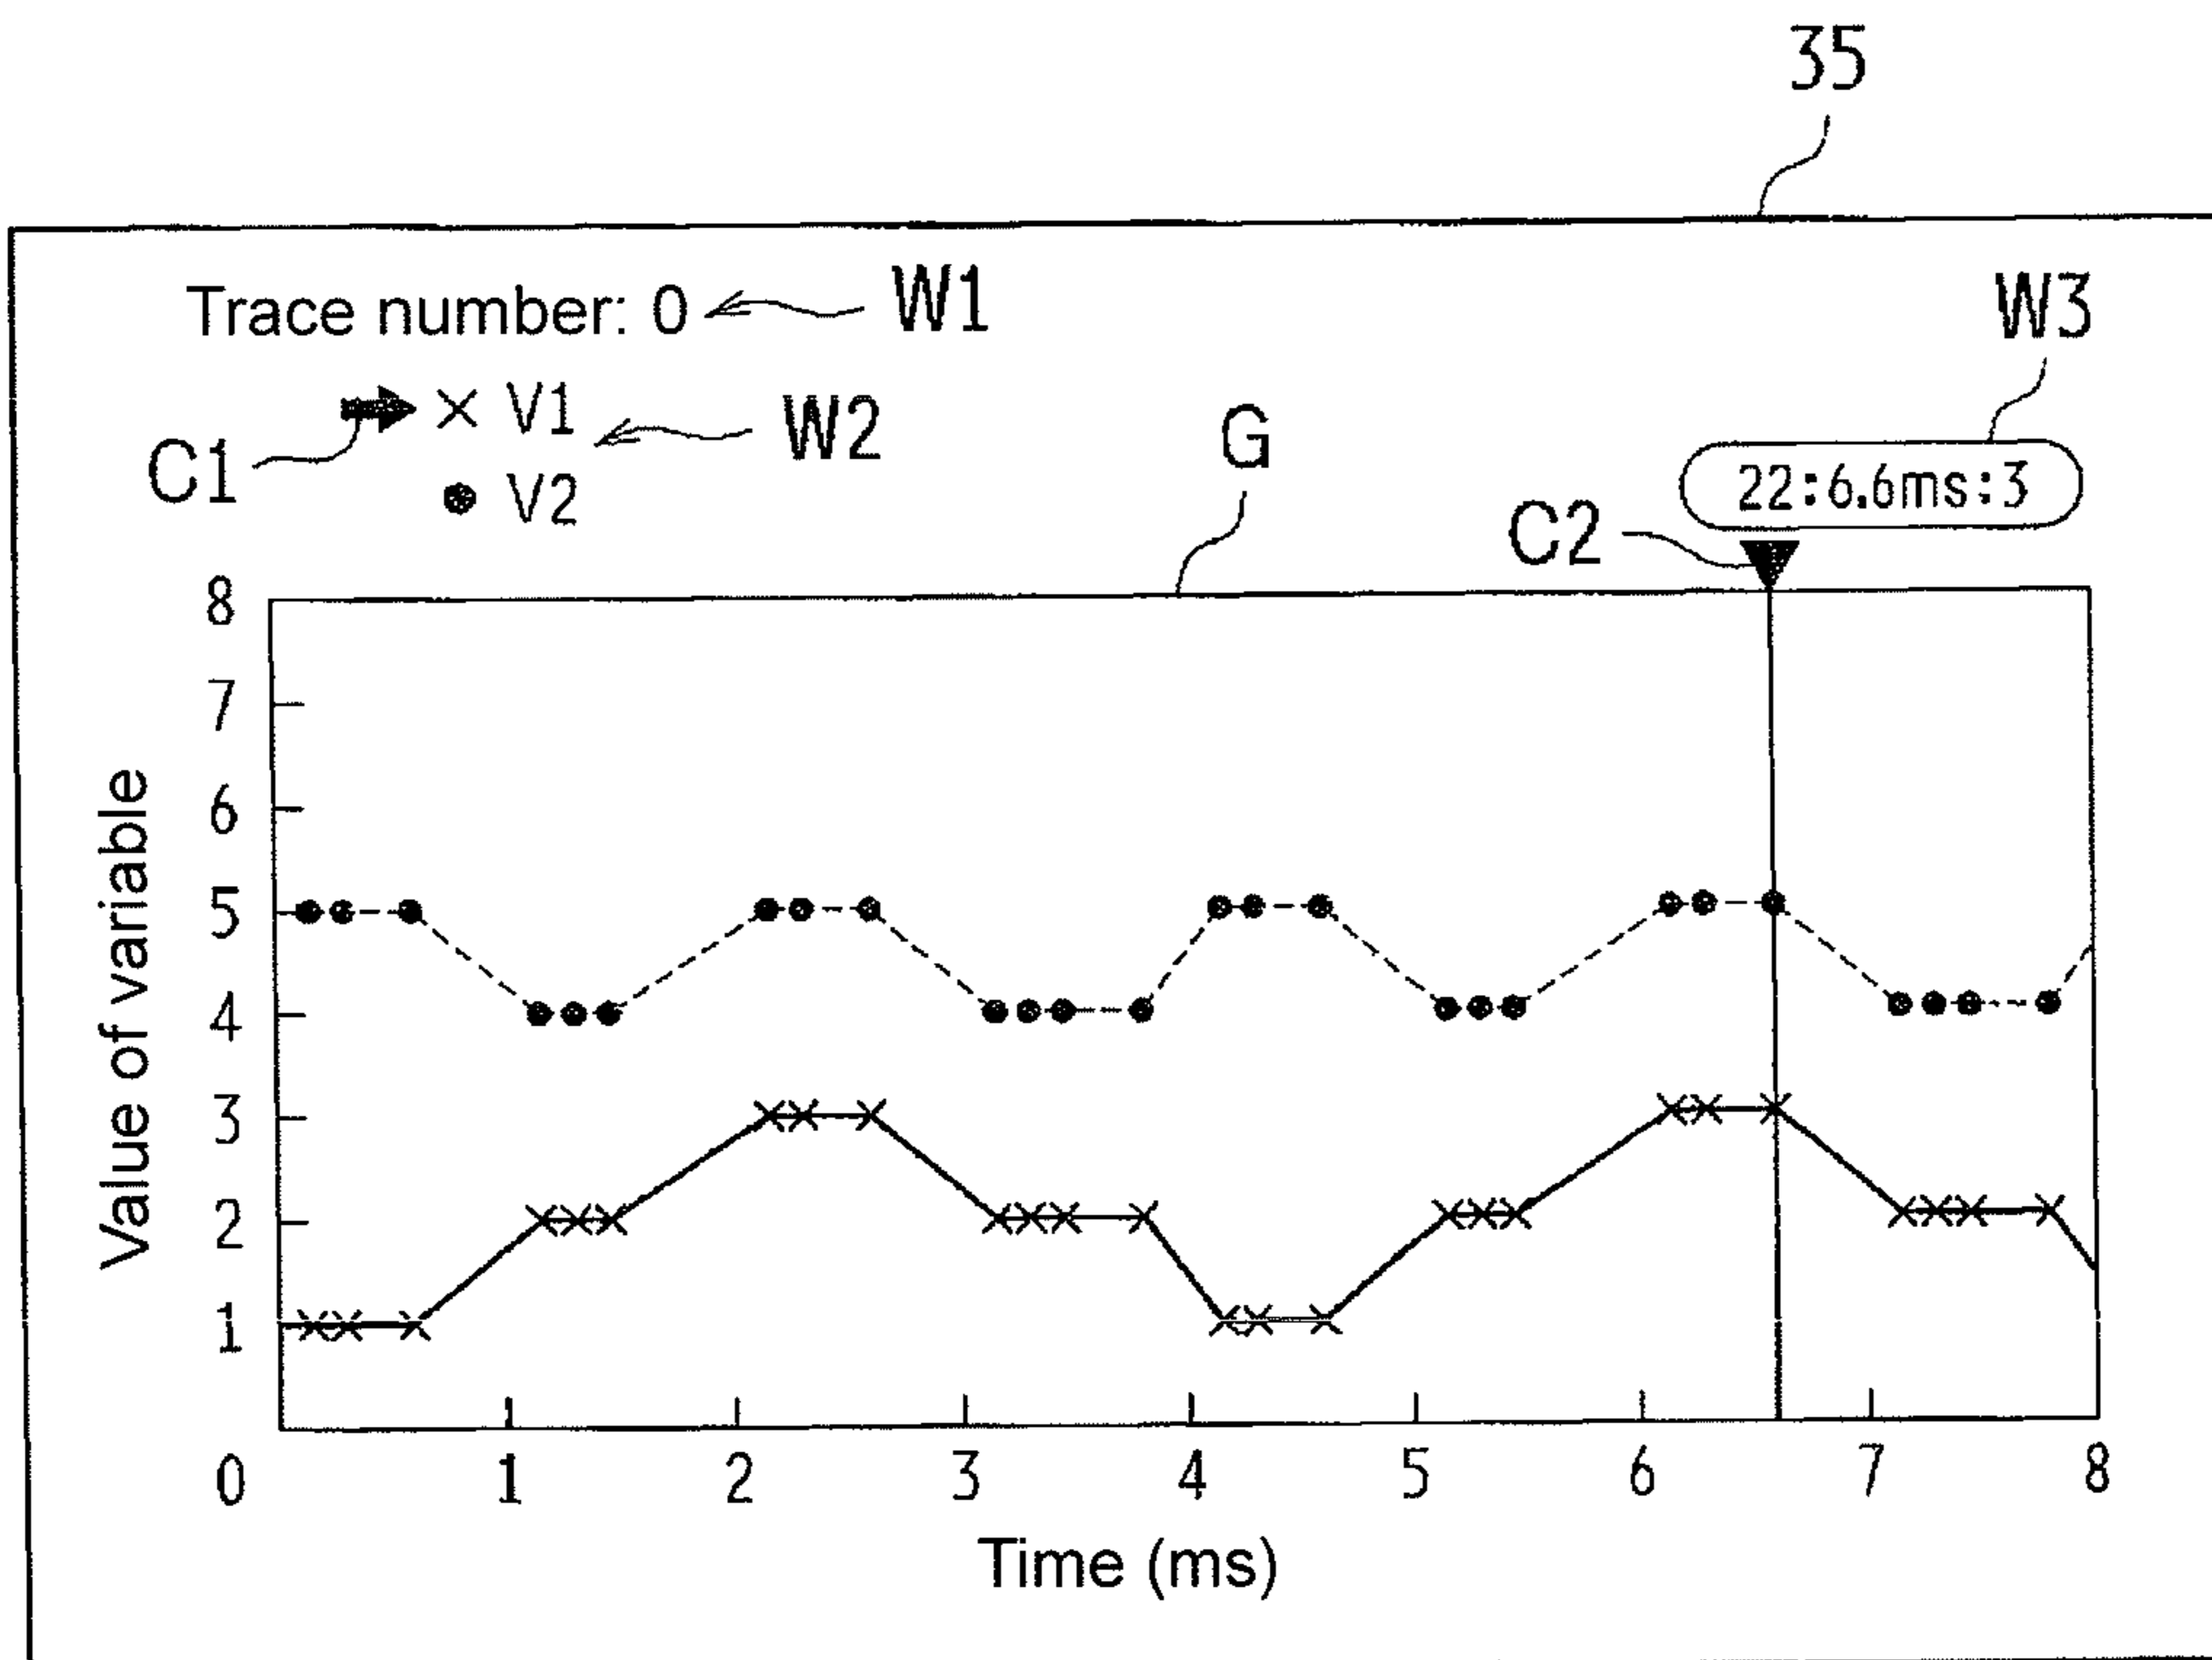 35
Trace number: 0 W1
W3
V1
C1 W2
V2
G
22:6.6ms:3
C2
8
7
6
5
4
3
2
1
Value of variable
0 1 2 3 4 5 6 7 8
Time (ms)